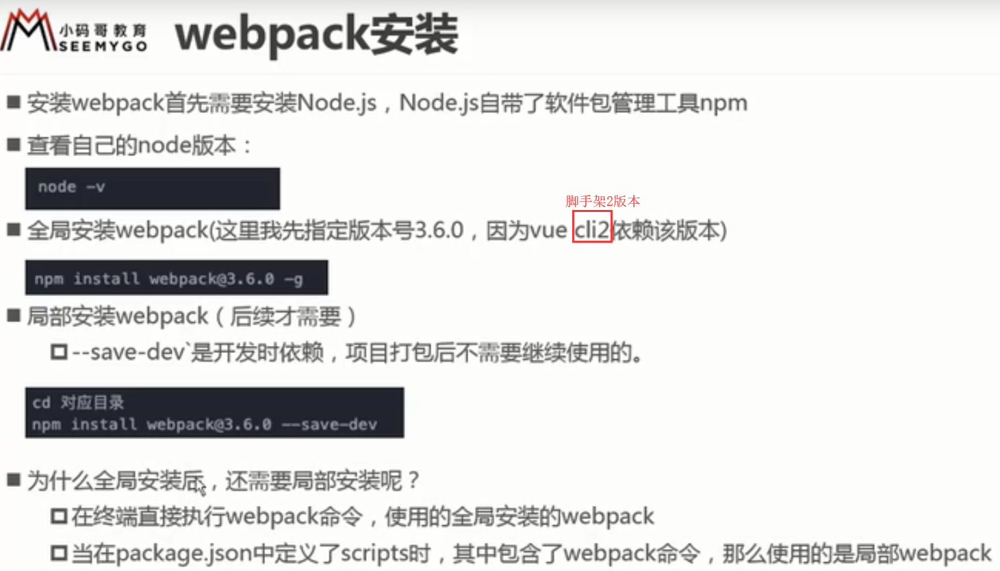 小码哥教育
SEEMYGO
webpack安装
安装webpack首先需要安装Node.js，Node.js自带了软件包管理工具npm
查看自己的node版本：
node -v
脚手架2版本
全局安装webpack(这里我先指定版本号3.6.0，因为vue cli2依赖该版本)
npm install webpack@3.6.0 -g
局部安装webpack（后续才需要）
--save-dev`是开发时依赖，项目打包后不需要继续使用的。
cd 对应目录
npm install webpack@3.6.0 --save-dev
为什么全局安装后，还需要局部安装呢？
在终端直接执行webpack命令，使用的全局安装的webpack
当在package.json中定义了scripts时，其中包含了webpack命令，那么使用的是局部webpack